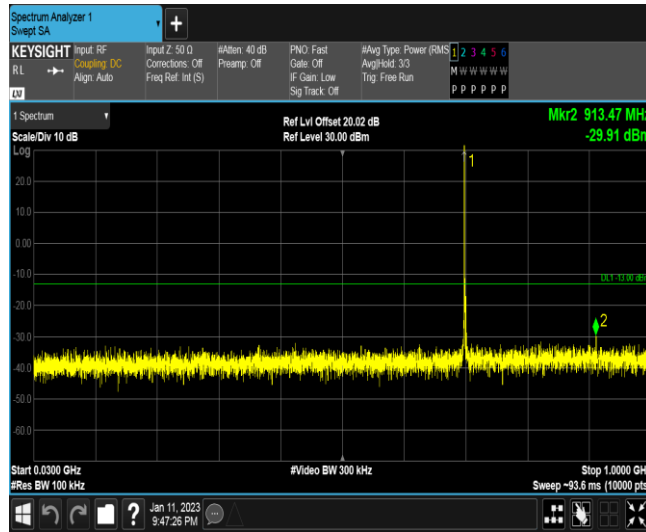 Spectrum Analyzer 1
Swept SA
+
KEYSIGHT
RL
LXI
Input: RF
Coupling: DC
Align: Auto
Input Z: 50 Ω
Corrections: Off
Freq Ref: Int (S)
#Atten: 40 dB
Preamp: Off
PNO: Fast
Gate: Off
IF Gain: Low
Sig Track: Off
#Avg Type: Power (RMS
Avg|Hold: 3/3
Trig: Free Run
1 2 3 4 5 6
M W W W W W
P P P P P P
1 Spectrum
Scale/Div 10 dB
Ref Lvl Offset 20.02 dB
Ref Level 30.00 dBm
Mkr2 913.47 MHz
-29.91 dBm
Log
20.0
10.0
0.00
-10.0
-20.0
-30.0
-40.0
-50.0
-60.0
1
DL1 -13.00 dBm
2
Start 0.0300 GHz
#Res BW 100 kHz
#Video BW 300 kHz
Stop 1.0000 GH
Sweep ~93.6 ms (10000 pts
?
Jan 11, 2023
9:47:26 PM